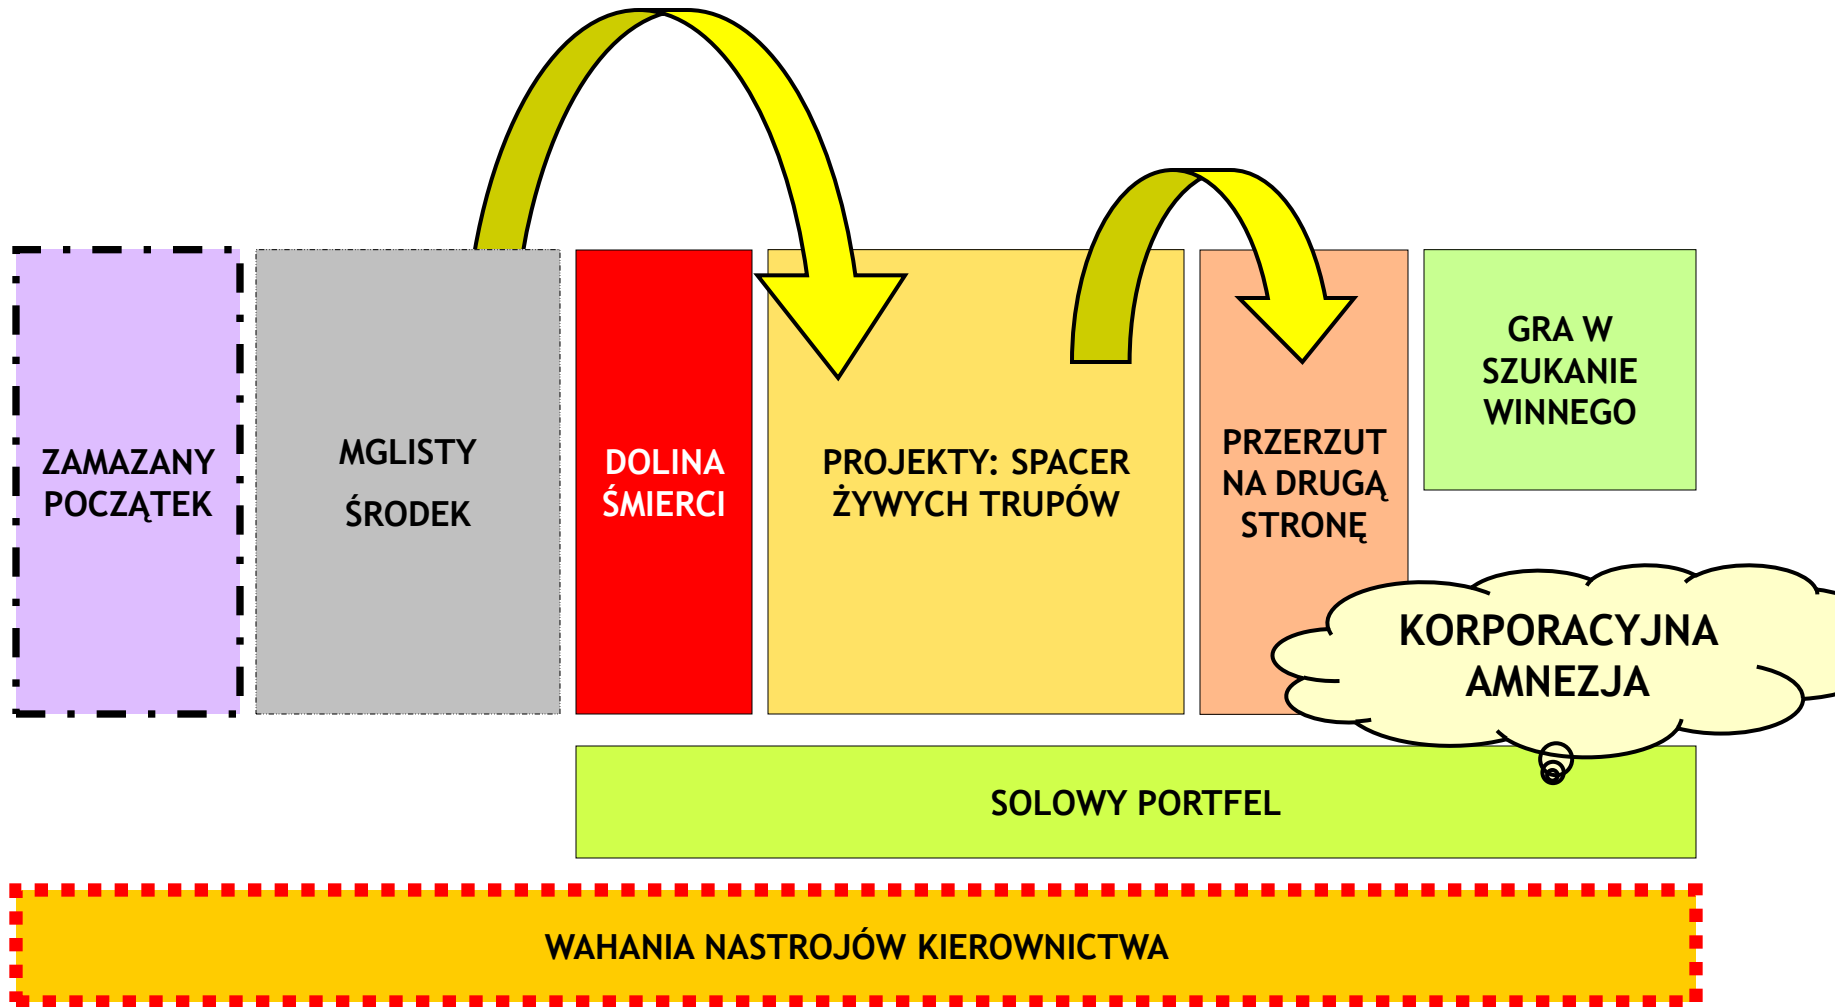 ZAMAZANY
POCZĄTEK
MGLISTY
ŚRODEK
DOLINA
ŚMIERCI
PROJEKTY: SPACER
ŻYWYCH TRUPÓW
PRZERZUT
NA DRUGĄ
STRONĘ
GRA W
SZUKANIE
WINNEGO
KORPORACYJNA
AMNEZJA
SOLOWY PORTFEL
WAHANIA NASTROJÓW KIEROWNICTWA